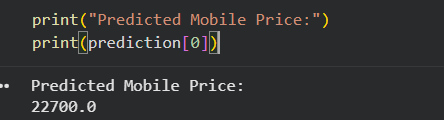 print("Predicted Mobile Price:")
print(prediction[0])
Predicted Mobile Price:
22700.0